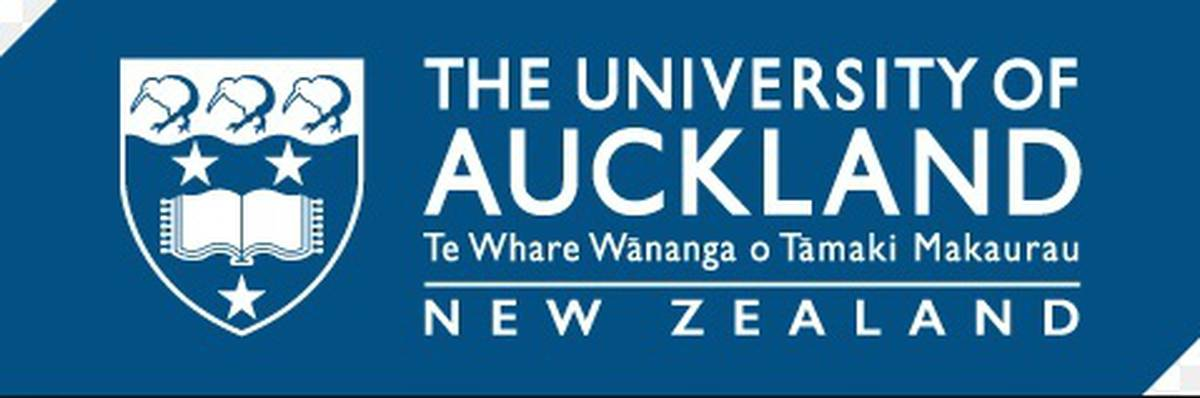 THE UNIVERSITY OF
AUCKLAND
Te Whare Wānanga o Tāmaki Makaurau
NEW ZEALAND